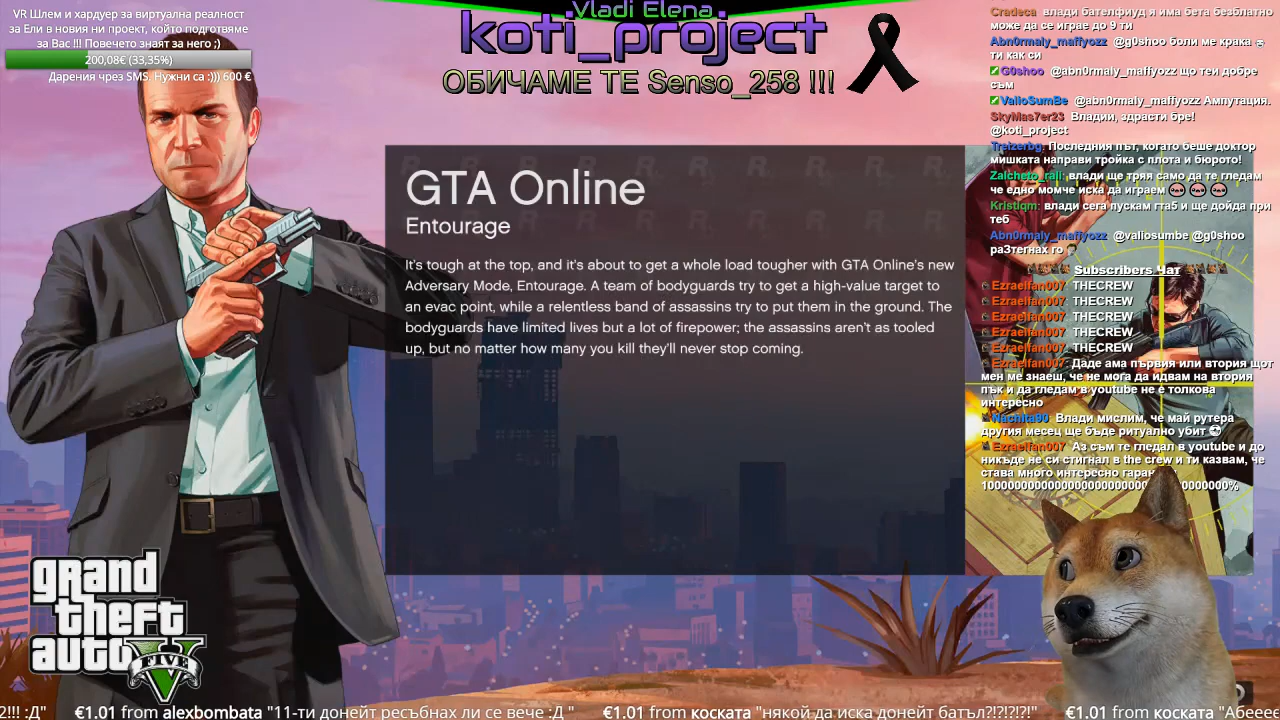 VR Шлем и хардуер за виртуална реалност
за Ели в новия ни проект, който подготвяме
за Вас !!! Повечето знаят за него ;)
200,08€ (33,35%)
Дарения чрез SMS. Нужни са :))) 600 €
Vladi Elena
koti_project
ОБИЧАМЕ ТЕ Senso_258 !!!
GTA Online
Entourage
It's tough at the top, and it's about to get a whole load tougher with GTA Online's new
Adversary Mode, Entourage. A team of bodyguards try to get a high-value target to
an evac point, while a relentless band of assassins try to put them in the ground. The
bodyguards have limited lives but a lot of firepower; the assassins aren't as tooled
up, but no matter how many you kill they'll never stop coming.
Cradeca влади батенфиуд я има бета безблатно
може да се играе до 9 ти
Abn0rmaly_maffyozz @g0shoo боли ме крака
ти как си
G0shoo @abn0rmaly_maffyozz що теи добре
съм
ValioSumBe @abn0rmaly_maffyozz Ампутация.
SkyMas7er23 Владии, здрасти бре!
@koti_project
Treizerbg: Последния път, когато беше доктор
мишката направи тройка с плота и бюрото!
Zalcheto_rali: влади ще тряя само да те гледам
че едно момче иска да играем
Kristiqm: влади сега пускам гта5 и ще дойда при
теб
Abn0rmaly_maffyozz @valiosumbe @g0shoo
раЗтегнах го
Subscribers Чат
Ezraelfan007 THECREW
Ezraelfan007 THECREW
Ezraelfan007 THECREW
Ezraelfan007 THECREW
Ezraelfan007 THECREW
Ezraelfan007: Даде ама първия или втория щот
мен ме знаеш, че не мога да идвам на втория
пък и да гледам в youtube не е толкова
интересно
Nachita90 Влади мислим, че май рутера
другия месец ще бъде ритуално убит
Ezraelfan007 Аз съм те гледал в youtube и до
никъде не си стигнал в the crew и ти казвам, че
става много интересно гаран
grand
theft
auto
FIVE
2!!! :Д" €1.01 from alexbombata "11-ти донейт ресъбнах ли се вече :Д " €1.01 from коската "някой да иска донейт батъл?!?!?!?!" €1.01 from коската "Абееее